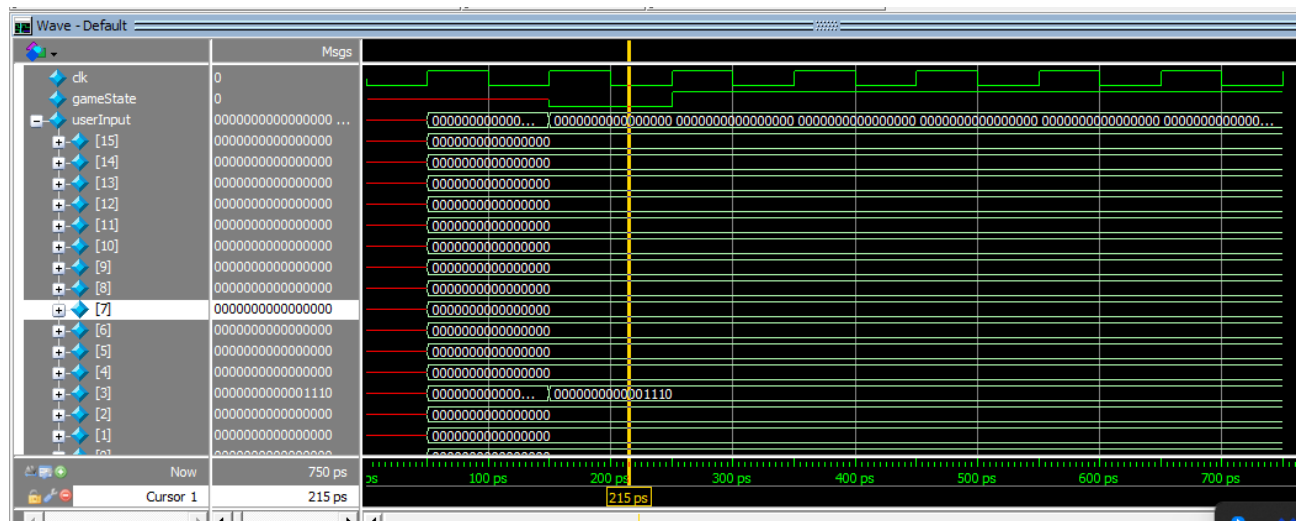 Wave - Default
Msgs
clk 0
gameState 0
userInput 0000000000000000 ... 000000000000... 0000000000000000 0000000000000000 0000000000000000 0000000000000000 0000000000000000 000000000000...
[15] 0000000000000000 0000000000000000
[14] 0000000000000000 0000000000000000
[13] 0000000000000000 0000000000000000
[12] 0000000000000000 0000000000000000
[11] 0000000000000000 0000000000000000
[10] 0000000000000000 0000000000000000
[9] 0000000000000000 0000000000000000
[8] 0000000000000000 0000000000000000
[7] 0000000000000000 0000000000000000
[6] 0000000000000000 0000000000000000
[5] 0000000000000000 0000000000000000
[4] 0000000000000000 0000000000000000
[3] 0000000000001110 000000000000... 0000000000001110
[2] 0000000000000000 0000000000000000
[1] 0000000000000000 0000000000000000
Now 750 ps ps 100 ps 200 ps 300 ps 400 ps 500 ps 600 ps 700 ps
Cursor 1 215 ps 215 ps